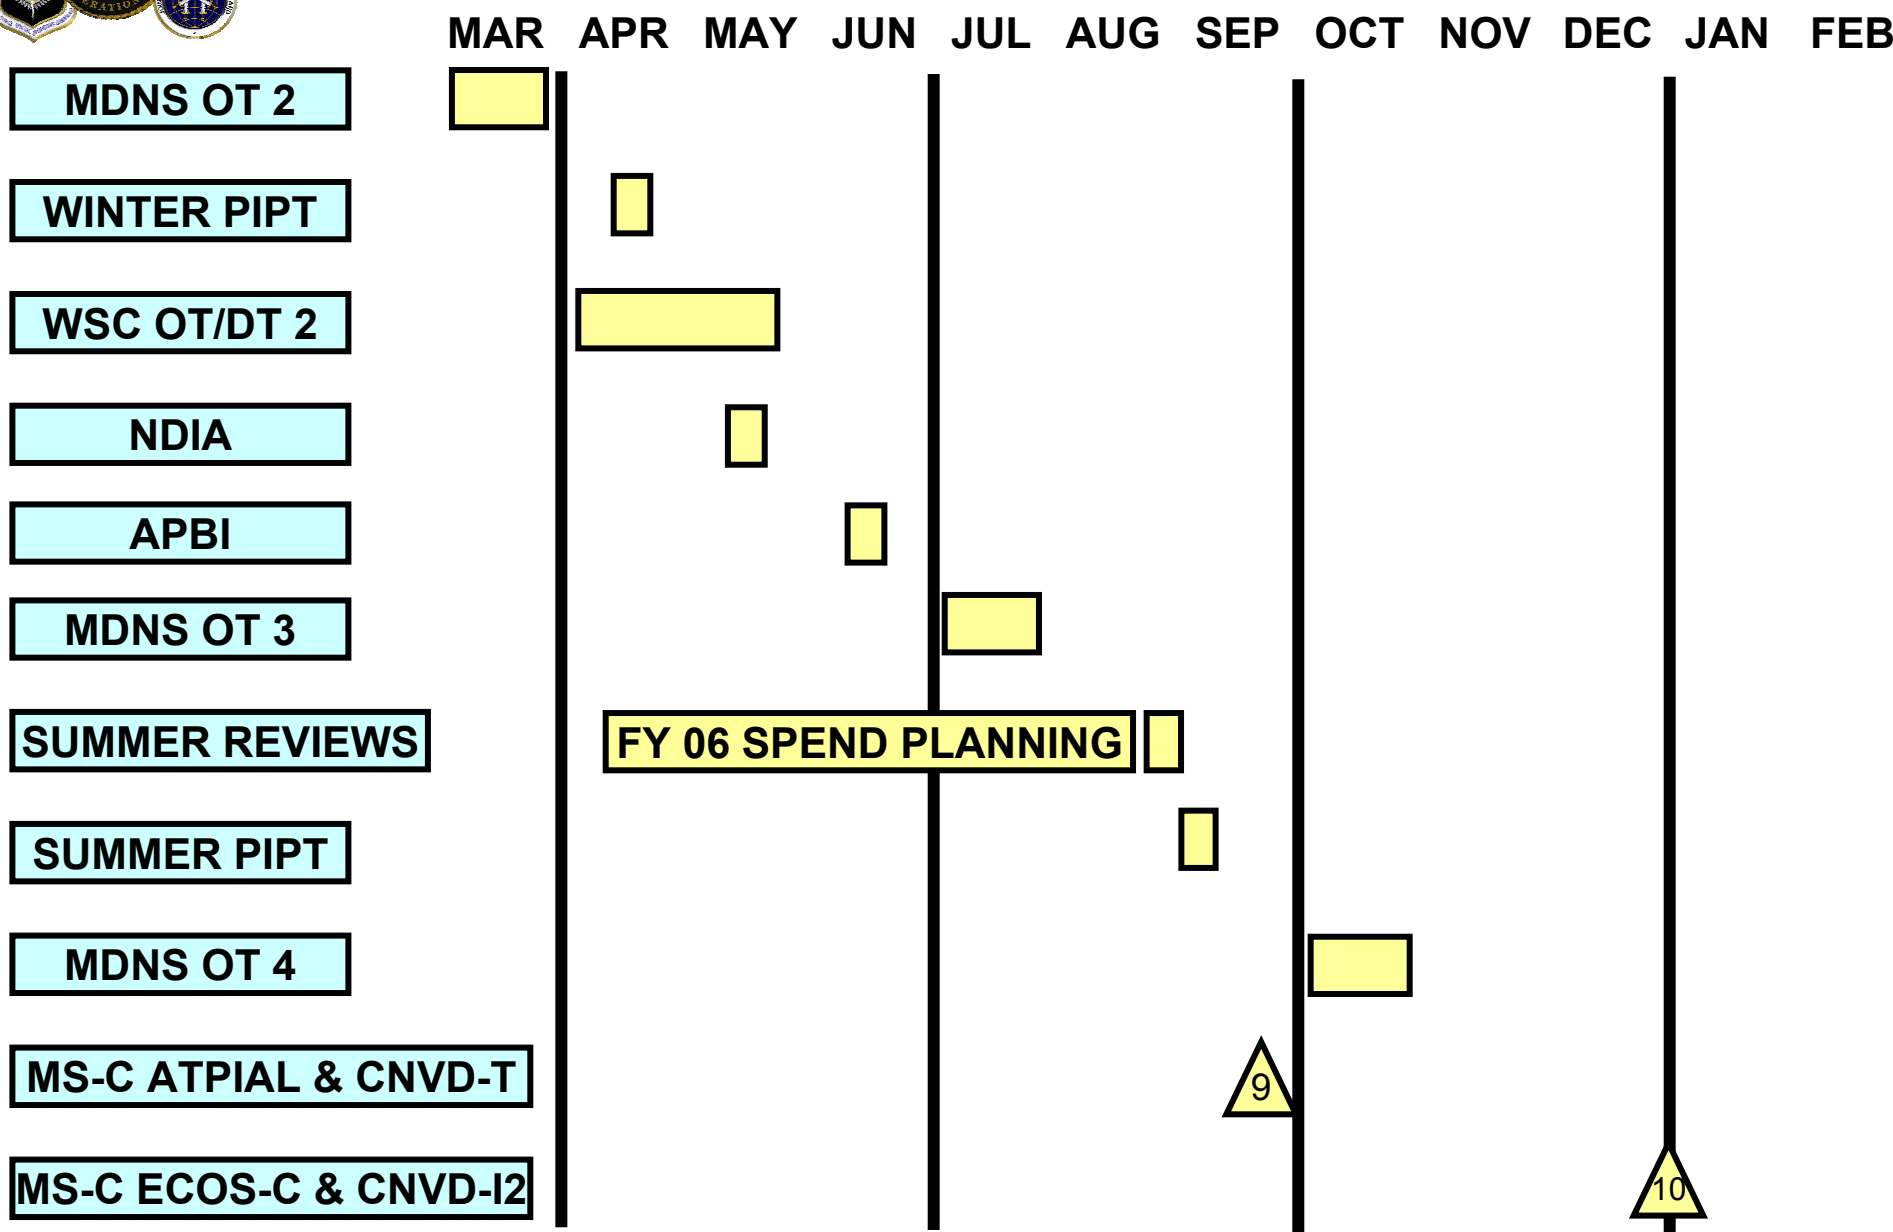 MAR APR MAY JUN JUL AUG SEP OCT NOV DEC JAN FEB
MDNS OT 2
WINTER PIPT
WSC OT/DT 2
NDIA
APBI
MDNS OT 3
SUMMER REVIEWS FY 06 SPEND PLANNING
SUMMER PIPT
MDNS OT 4
MS-C ATPIAL & CNVD-T 9
MS-C ECOS-C & CNVD-I2 10